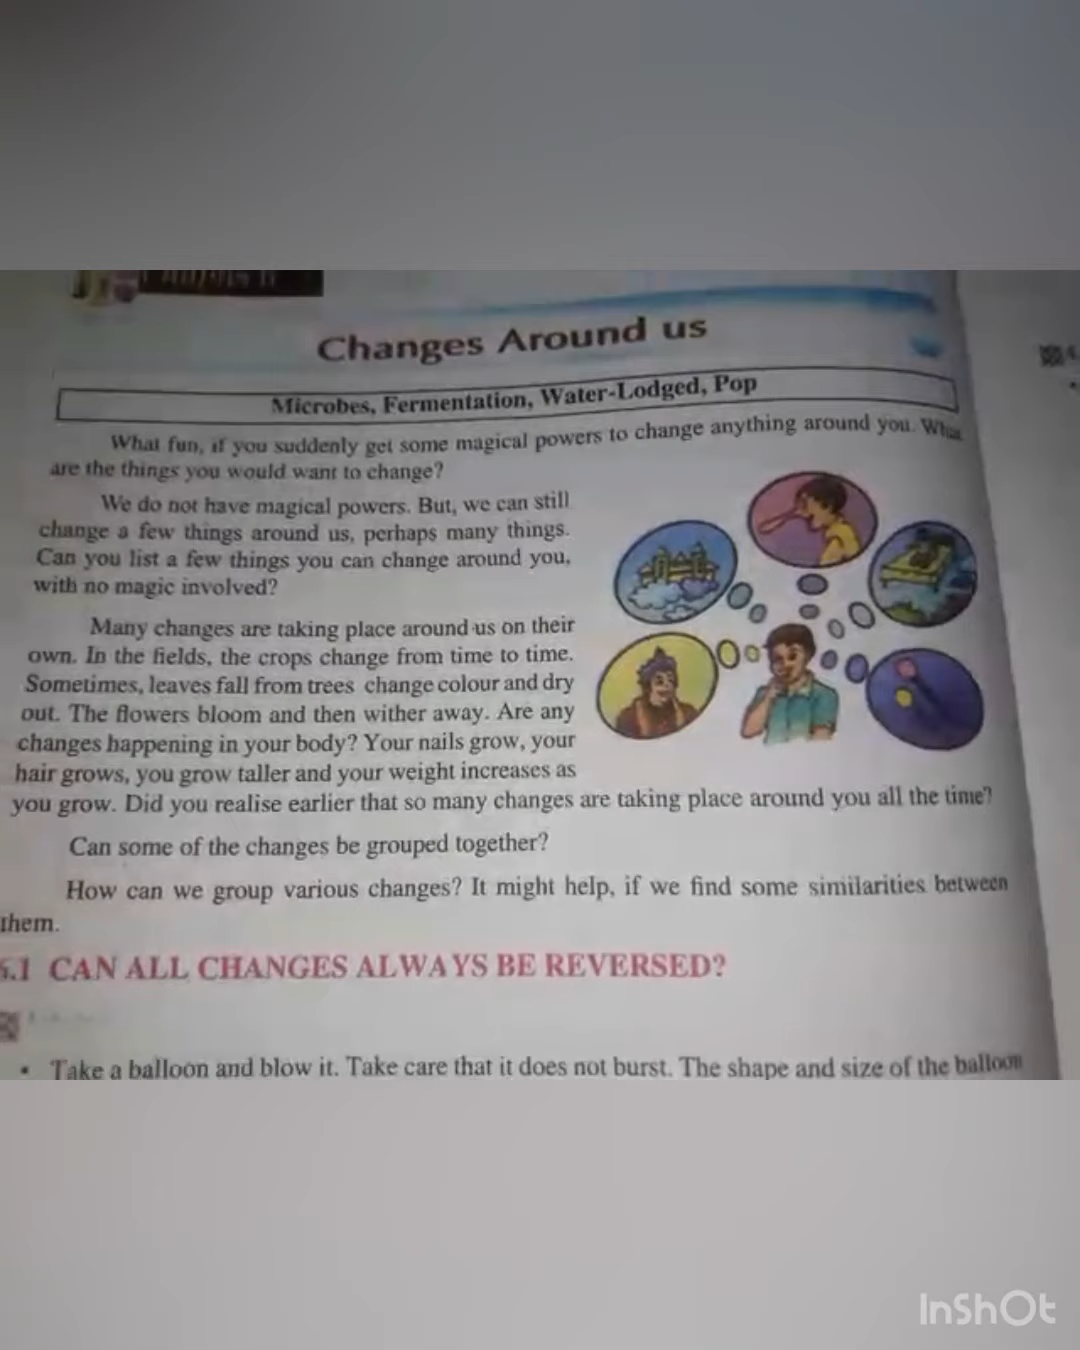 Changes Around us
Microbes, Fermentation, Water-Lodged, Pop
What fun, if you suddenly get some magical powers to change anything around you. What
are the things you would want to change?
We do not have magical powers. But, we can still
change a few things around us, perhaps many things.
Can you list a few things you can change around you,
with no magic involved?
Many changes are taking place around us on their
own. In the fields, the crops change from time to time.
Sometimes, leaves fall from trees change colour and dry
out. The flowers bloom and then wither away. Are any
changes happening in your body? Your nails grow, your
hair grows, you grow taller and your weight increases as
you grow. Did you realise earlier that so many changes are taking place around you all the time?
Can some of the changes be grouped together?
How can we group various changes? It might help, if we find some similarities between
them.
6.1 CAN ALL CHANGES ALWAYS BE REVERSED?
• Take a balloon and blow it. Take care that it does not burst. The shape and size of the balloon
InShOt